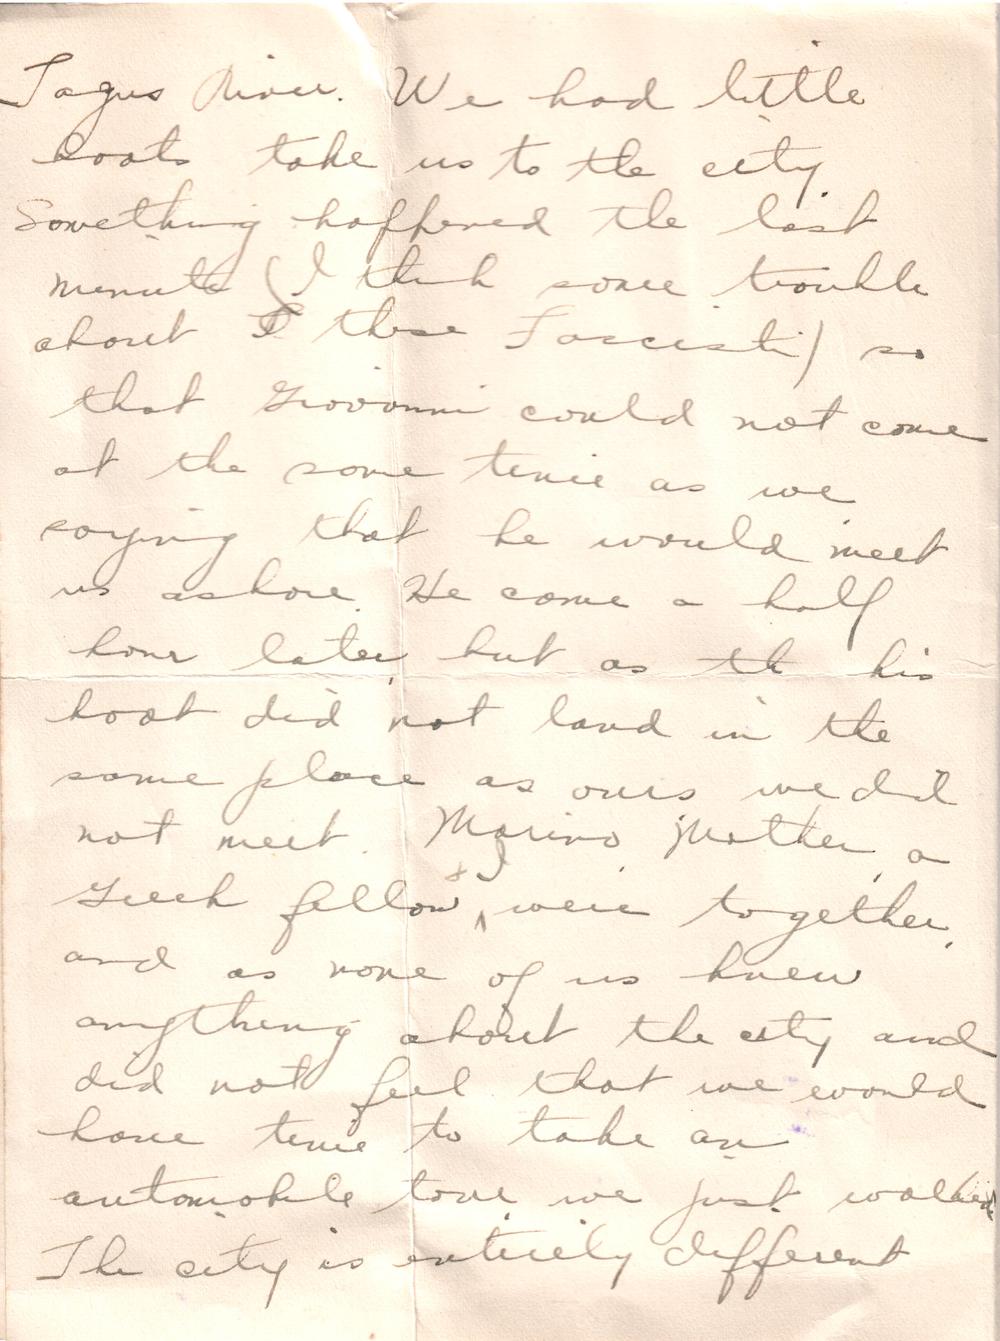 Tagus River. We had little
boats take us to the city
Something happened the last
minute (I think some trouble
about these Fascisti) so
that Giovanni could not come
at the same time as we
saying that he would meet
us ashore. He came a half
hour later but as th his
boat did not land in the
same place as ours we did
not meet. Marino, Mother, a
Greek fellow, & I were together,
and as none of us knew
anything about the city and
did not feel that we would
have time to take an
automobile tour we just walked.
The city is entirely different